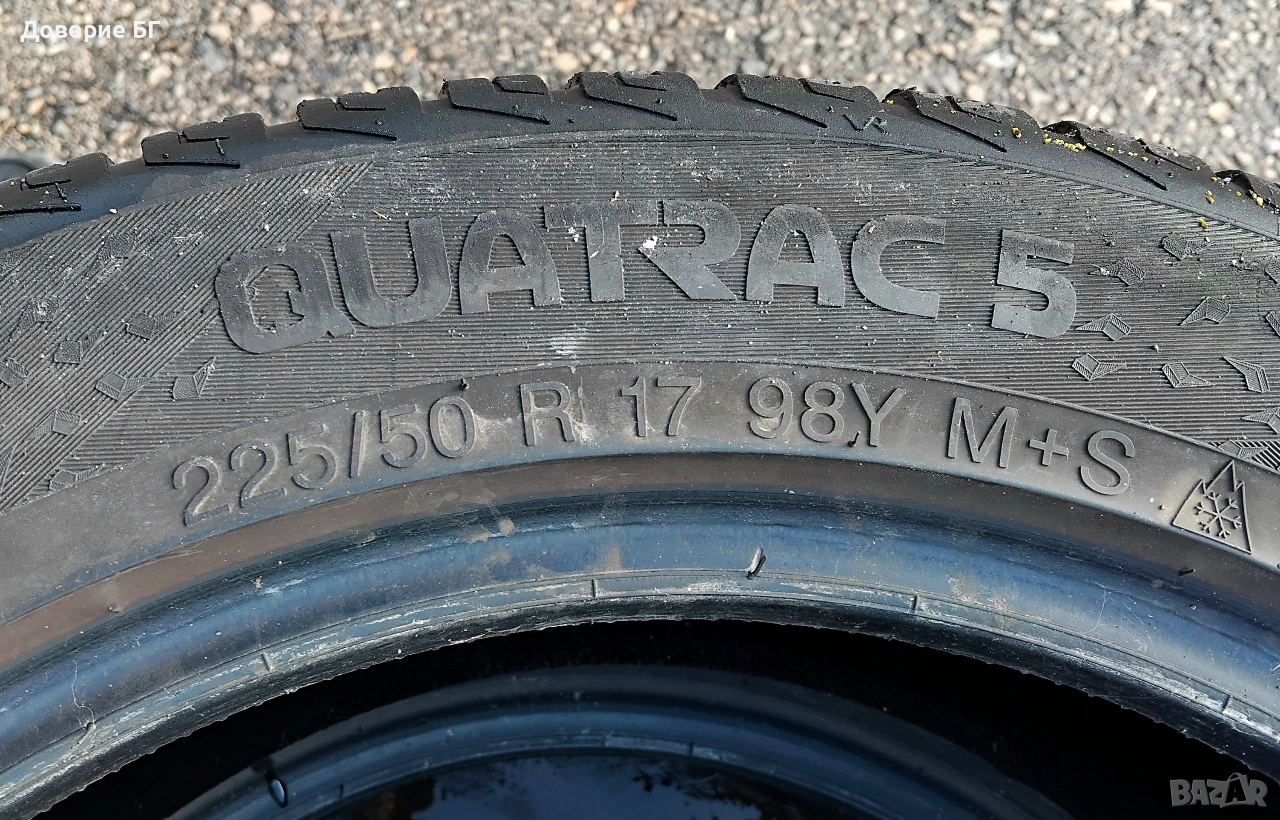 Доверие БГ
QUATRAC 5
225/50 R 17 98Y M+S
BAZAR